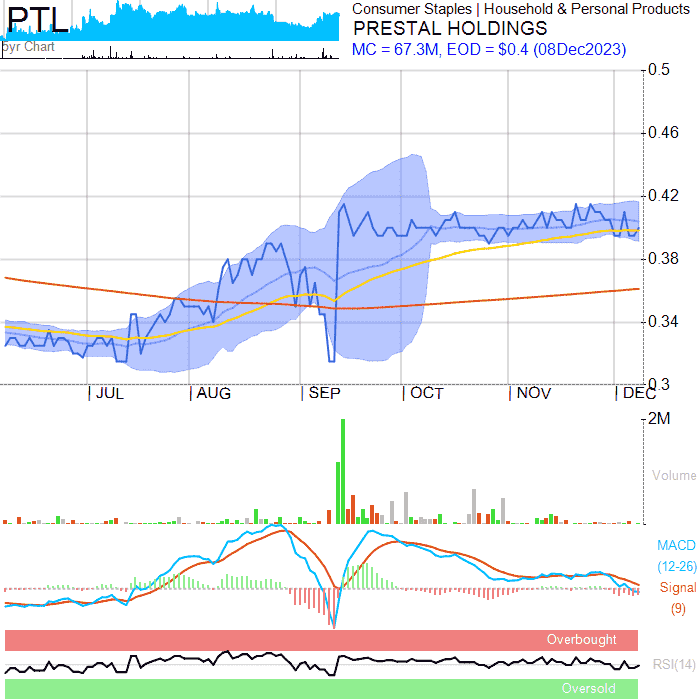 PTL
5yr Chart
Consumer Staples | Household & Personal Products
PRESTAL HOLDINGS
MC = 67.3M, EOD = $0.4 (08Dec2023)
0.5
0.46
0.42
0.38
0.34
0.3
JUL
AUG
SEP
OCT
NOV
DEC
2M
Volume
MACD
(12-26)
Signal
(9)
Overbought
RSI(14)
Oversold